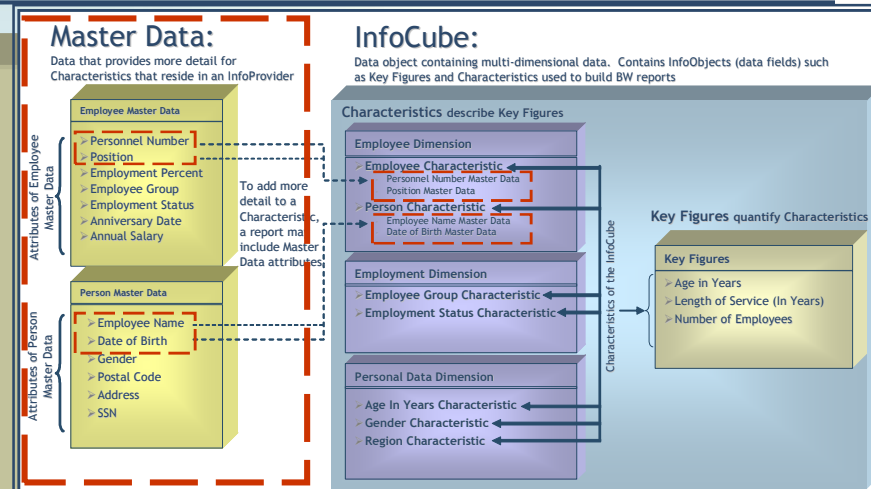 Master Data:
Data that provides more detail for
Characteristics that reside in an InfoProvider
Employee Master Data
Personnel Number
Position
Employment Percent
Employee Group
Employment Status
Anniversary Date
Annual Salary
Attributes of Employee
Master Data
Person Master Data
Employee Name
Date of Birth
Gender
Postal Code
Address
SSN
Attributes of Person
Master Data
To add more
detail to a
Characteristic,
a report ma
include Master
Data attributes
InfoCube:
Data object containing multi-dimensional data. Contains InfoObjects (data fields) such
as Key Figures and Characteristics used to build BW reports
Characteristics describe Key Figures
Employee Dimension
Employee Characteristic
Personnel Number Master Data
Position Master Data
Person Characteristic
Employee Name Master Data
Date of Birth Master Data
Employment Dimension
Employee Group Characteristic
Employment Status Characteristic
Personal Data Dimension
Age In Years Characteristic
Gender Characteristic
Region Characteristic
Characteristics of the InfoCube
Key Figures quantify Characteristics
Key Figures
Age in Years
Length of Service (In Years)
Number of Employees